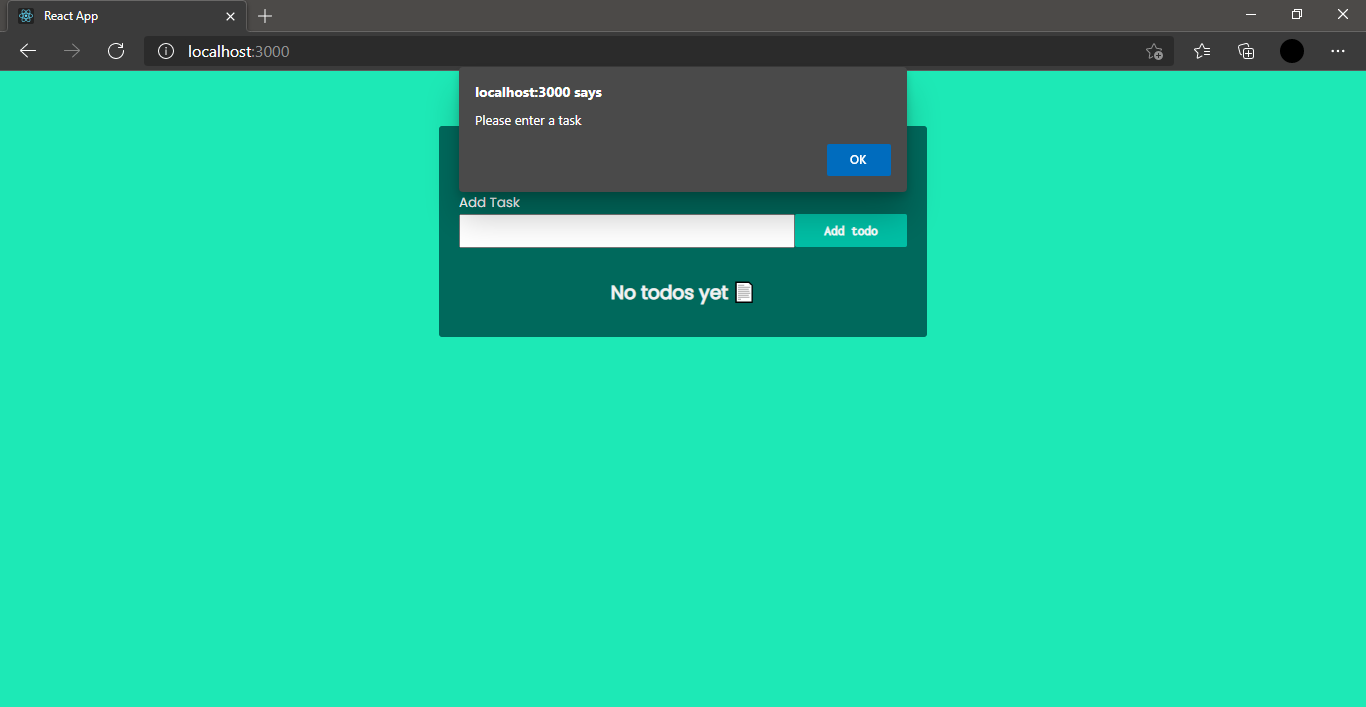 React App
localhost:3000
localhost:3000 says
Please enter a task
OK
Add Task
Add todo
No todos yet